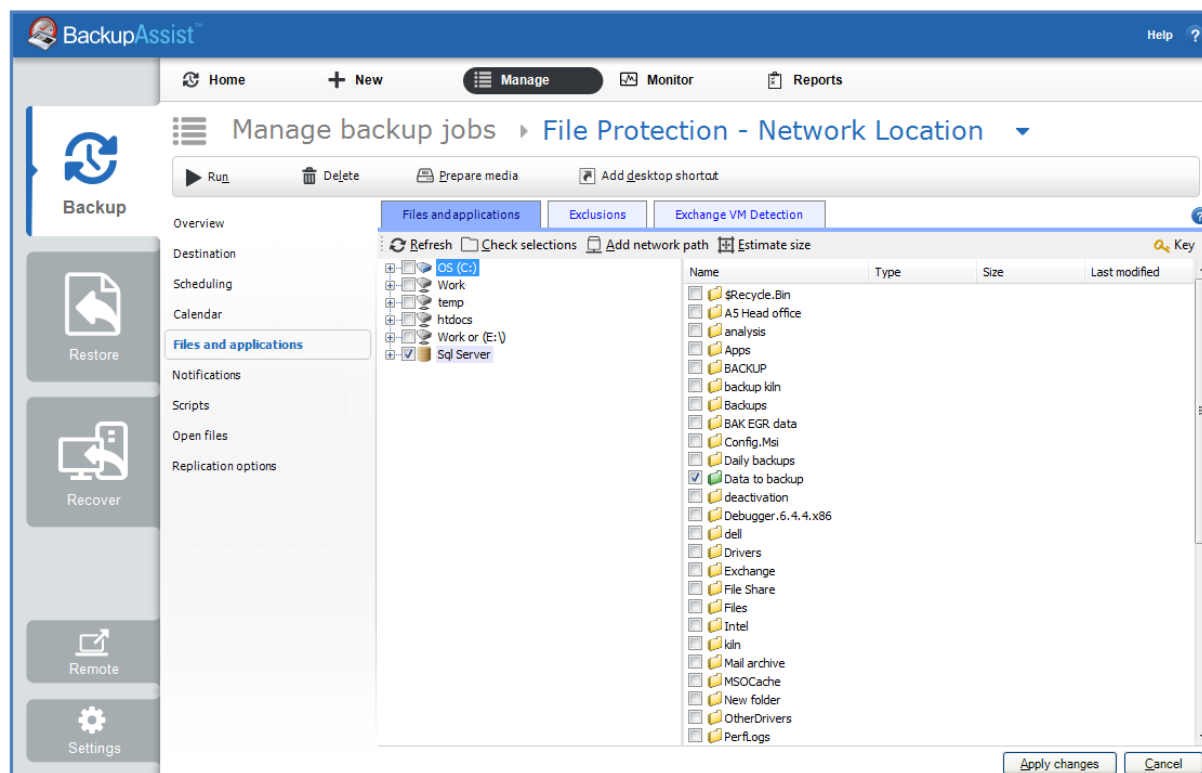 BackupAssist™ Help ?
Home New Manage Monitor Reports
Manage backup jobs File Protection - Network Location
Run Delete Prepare media Add desktop shortcut
Backup
Restore
Recover
Remote
Settings
Overview
Destination
Scheduling
Calendar
Files and applications
Notifications
Scripts
Open files
Replication options
Files and applications Exclusions Exchange VM Detection ?
Refresh Check selections Add network path Estimate size Key
OS (C:)
Work
temp
htdocs
Work or (E:\)
Sql Server
Name Type Size Last modified
$Recycle.Bin
A5 Head office
analysis
Apps
BACKUP
backup kiln
Backups
BAK EGR data
Config.Msi
Daily backups
Data to backup
deactivation
Debugger.6.4.4.x86
dell
Drivers
Exchange
File Share
Files
Intel
kiln
Mail archive
MSOCache
New folder
OtherDrivers
PerfLogs
Apply changes Cancel